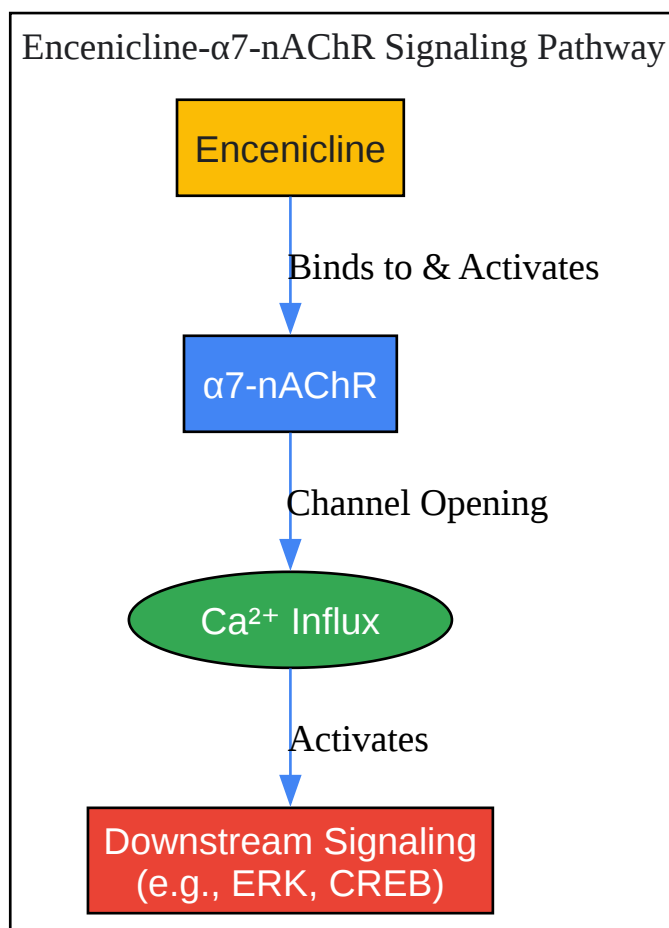 Encenicline-α7-nAChR Signaling Pathway
Encenicline
Binds to & Activates
α7-nAChR
Channel Opening
Ca²⁺ Influx
Activates
Downstream Signaling
(e.g., ERK, CREB)